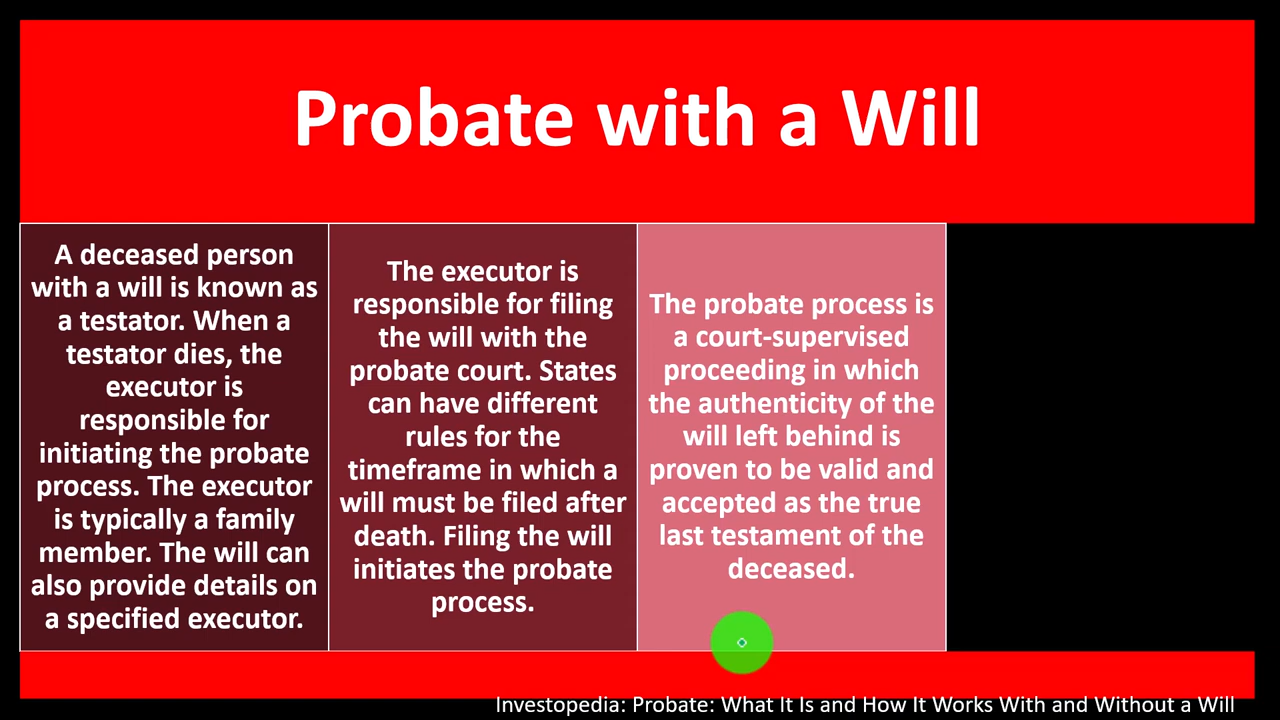 Probate with a Will
A deceased person
with a will is known as
a testator. When a
testator dies, the
executor is
responsible for
initiating the probate
process. The executor
is typically a family
member. The will can
also provide details on
a specified executor.
The executor is
responsible for filing
the will with the
probate court. States
can have different
rules for the
timeframe in which a
will must be filed after
death. Filing the will
initiates the probate
process.
The probate process is
a court-supervised
proceeding in which
the authenticity of the
will left behind is
proven to be valid and
accepted as the true
last testament of the
deceased.
Investopedia: Probate: What It Is and How It Works With and Without a Will